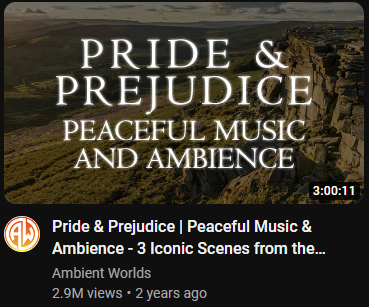 PRIDE &
PREJUDICE
PEACEFUL MUSIC
AND AMBIENCE
3:00:11
AW
Pride & Prejudice | Peaceful Music &
Ambience - 3 Iconic Scenes from the...
Ambient Worlds
2.9M views • 2 years ago